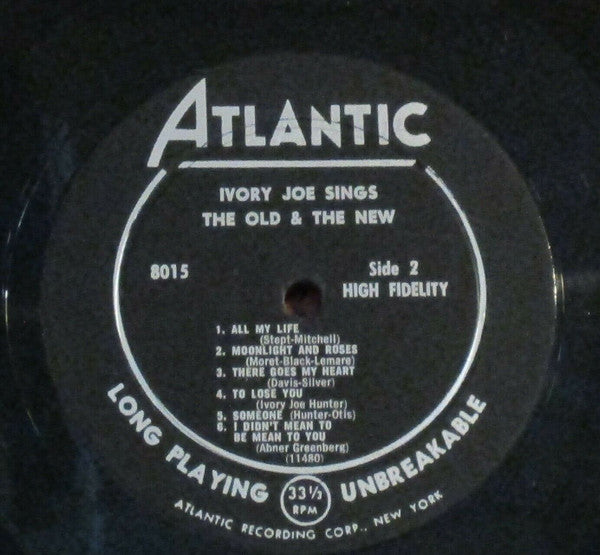 ATLANTIC
IVORY JOE SINGS
THE OLD & THE NEW
8015
Side 2
HIGH FIDELITY
1. ALL MY LIFE
(Stept-Mitchell)
2. MOONLIGHT AND ROSES
(Moret-Black-Lemare)
3. THERE GOES MY HEART
(Davis-Silver)
4. TO LOSE YOU
(Ivory Joe Hunter)
5. SOMEONE (Hunter-Otis)
6. I DIDN'T MEAN TO
BE MEAN TO YOU
(Abner Greenberg)
(11480)
LONG PLAYING 33⅓ RPM UNBREAKABLE
ATLANTIC RECORDING CORP., NEW YORK